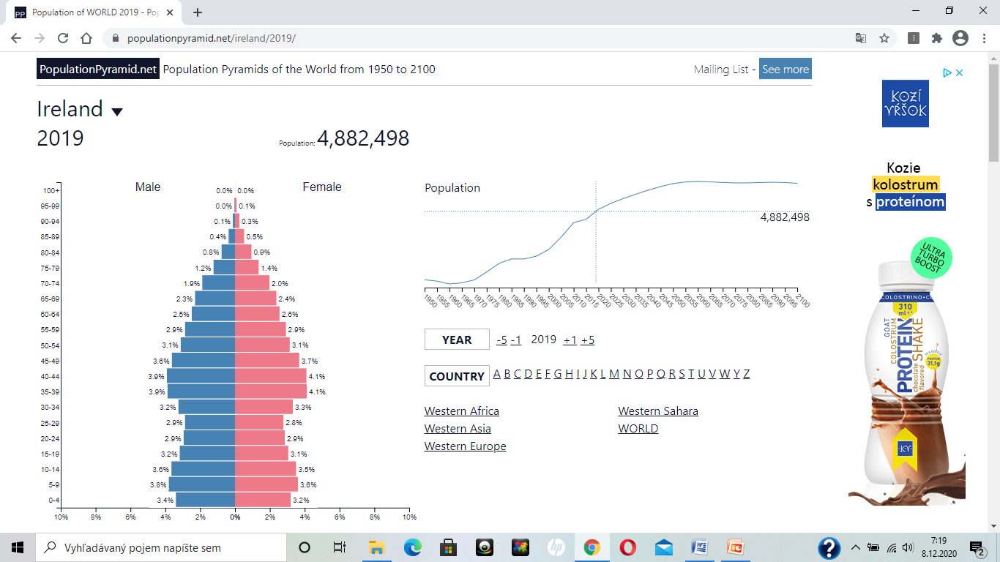 PP Population of WORLD 2019 - Pop
populationpyramid.net/ireland/2019/
PopulationPyramid.net Population Pyramids of the World from 1950 to 2100
Mailing List - See more
Ireland
2019
Population: 4,882,498
Male Female
100+ 0.0% 0.0%
95-99 0.0% 0.1%
90-94 0.1% 0.3%
85-89 0.4% 0.5%
80-84 0.8% 0.9%
75-79 1.2% 1.4%
70-74 1.9% 2.0%
65-69 2.3% 2.4%
60-64 2.5% 2.6%
55-59 2.9% 2.9%
50-54 3.1% 3.1%
45-49 3.6% 3.7%
40-44 3.9% 4.1%
35-39 3.9% 4.1%
30-34 3.2% 3.3%
25-29 2.9% 2.8%
20-24 2.9% 2.9%
15-19 3.2% 3.1%
10-14 3.6% 3.5%
5-9 3.8% 3.6%
0-4 3.4% 3.2%
10% 8% 6% 4% 2% 0% 2% 4% 6% 8% 10%
Population
4,882,498
1950 1955 1960 1965 1970 1975 1980 1985 1990 1995 2000 2005 2010 2015 2020 2025 2030 2035 2040 2045 2050 2055 2060 2065 2070 2075 2080 2085 2090 2095 2100
YEAR -5 -1 2019 +1 +5
COUNTRY A B C D E F G H I J K L M N O P Q R S T U V W Y Z
Western Africa
Western Asia
Western Europe
Western Sahara
WORLD
KOZÍ
VŔŠOK
Kozie
kolostrum
s proteínom
ULTRA
TURBO
BOOST
COLOSTRINO•CO
310
ml
GOAT
COLOSTRUM
PROTEIN
SHAKE
chocolate
flavored
PROTEIN
31,1g
K.V
Vyhľadávaný pojem napíšte sem
hp
?
7:19
8.12.2020
2